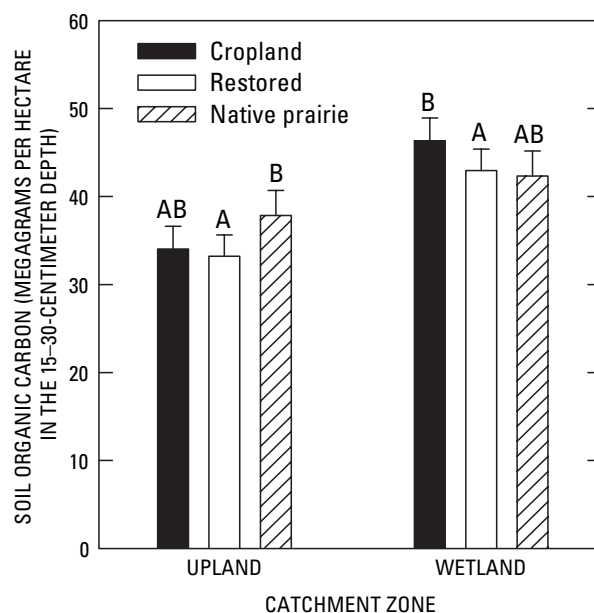 SOIL ORGANIC CARBON (MEGAGRAMS PER HECTARE
IN THE 15–30-CENTIMETER DEPTH)
60
50
40
30
20
10
0
Cropland
Restored
Native prairie
AB
A
B
B
A
AB
UPLAND
WETLAND
CATCHMENT ZONE